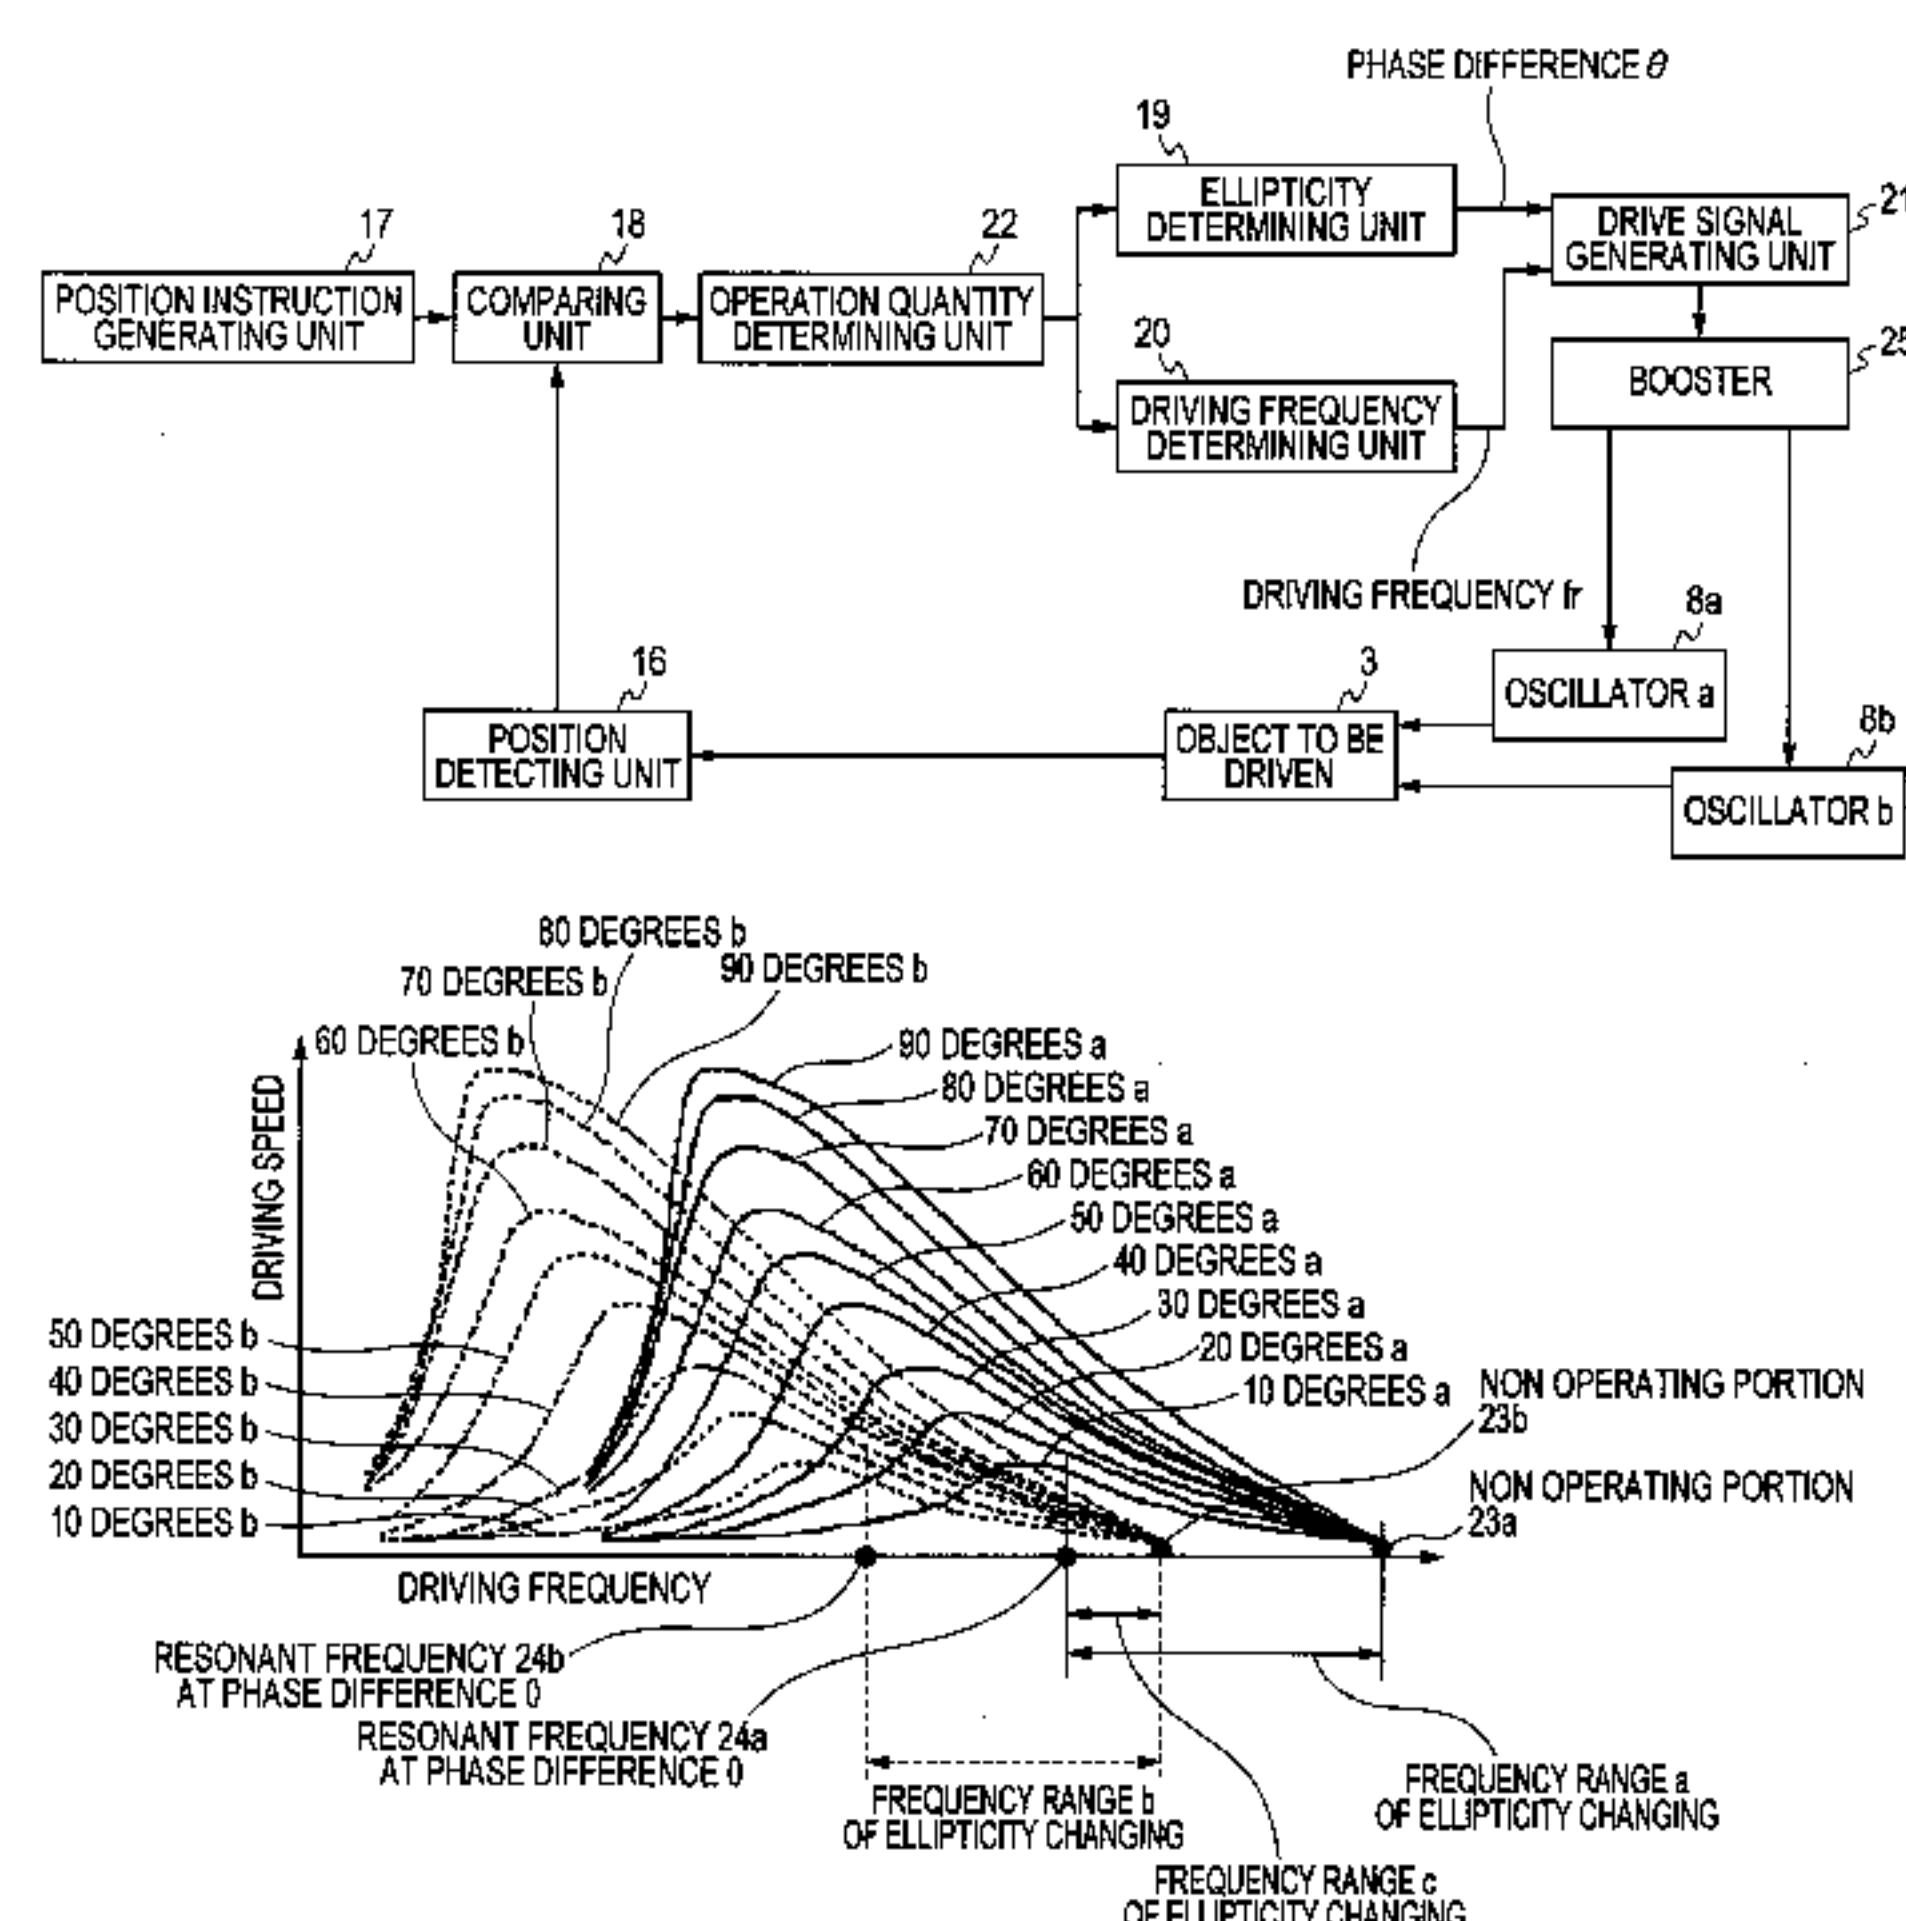 PHASE DIFFERENCE θ
19
ELLIPTICITY
DETERMINING UNIT
21
DRIVE SIGNAL
GENERATING UNIT
17
POSITION INSTRUCTION
GENERATING UNIT
18
COMPARING
UNIT
22
OPERATION QUANTITY
DETERMINING UNIT
20
DRIVING FREQUENCY
DETERMINING UNIT
25
BOOSTER
DRIVING FREQUENCY fr
8a
OSCILLATOR a
16
POSITION
DETECTING UNIT
3
OBJECT TO BE
DRIVEN
8b
OSCILLATOR b
80 DEGREES b
70 DEGREES b
90 DEGREES b
60 DEGREES b
90 DEGREES a
80 DEGREES a
70 DEGREES a
60 DEGREES a
50 DEGREES a
40 DEGREES a
30 DEGREES a
20 DEGREES a
10 DEGREES a
DRIVING SPEED
50 DEGREES b
40 DEGREES b
30 DEGREES b
20 DEGREES b
10 DEGREES b
NON OPERATING PORTION
23b
NON OPERATING PORTION
23a
DRIVING FREQUENCY
RESONANT FREQUENCY 24b
AT PHASE DIFFERENCE 0
RESONANT FREQUENCY 24a
AT PHASE DIFFERENCE 0
FREQUENCY RANGE b
OF ELLIPTICITY CHANGING
FREQUENCY RANGE a
OF ELLIPTICITY CHANGING
FREQUENCY RANGE c
OF ELLIPTICITY CHANGING